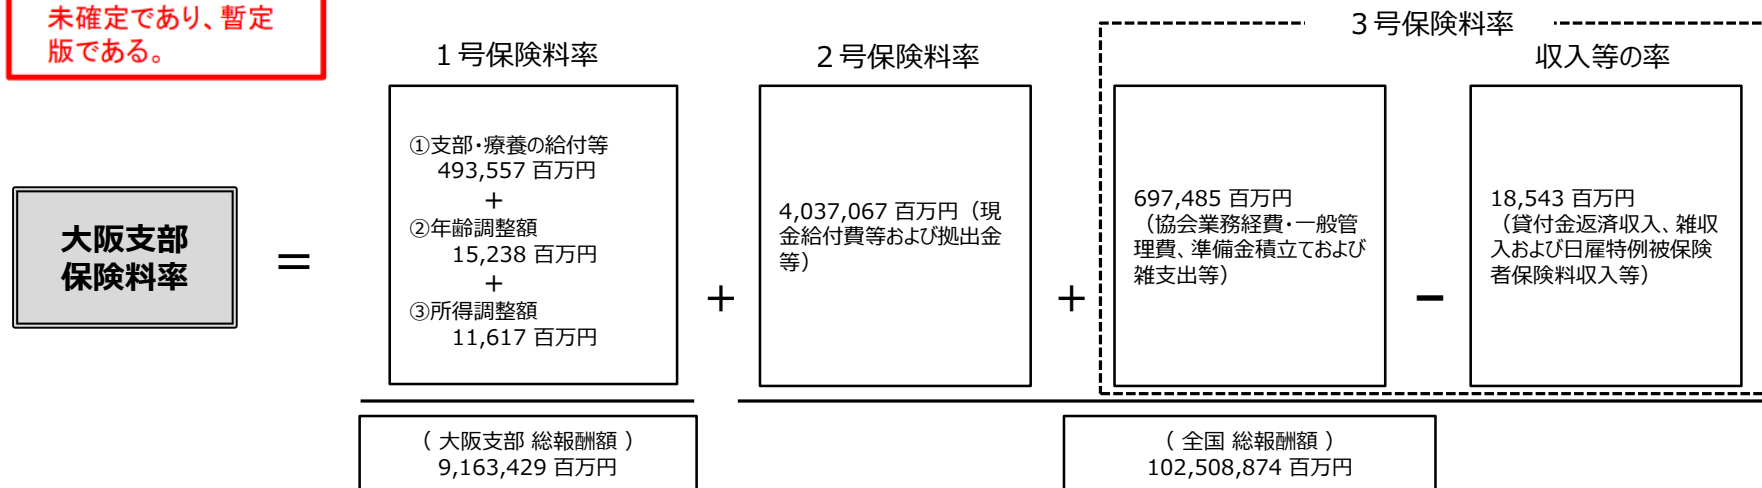 未確定であり、暫定
版である。
3号保険料率
1号保険料率
2号保険料率
収入等の率
大阪支部
保険料率
＝
①支部・療養の給付等
493,557 百万円
＋
②年齢調整額
15,238 百万円
＋
③所得調整額
11,617 百万円
＋
4,037,067 百万円（現
金給付費等および拠出金
等）
＋
697,485 百万円
（協会業務経費・一般管
理費、準備金積立ておよび
雑支出等）
－
18,543 百万円
（貸付金返済収入、雑収
入および日雇特例被保険
者保険料収入等）
（ 大阪支部 総報酬額 ）
9,163,429 百万円
（ 全国 総報酬額 ）
102,508,874 百万円